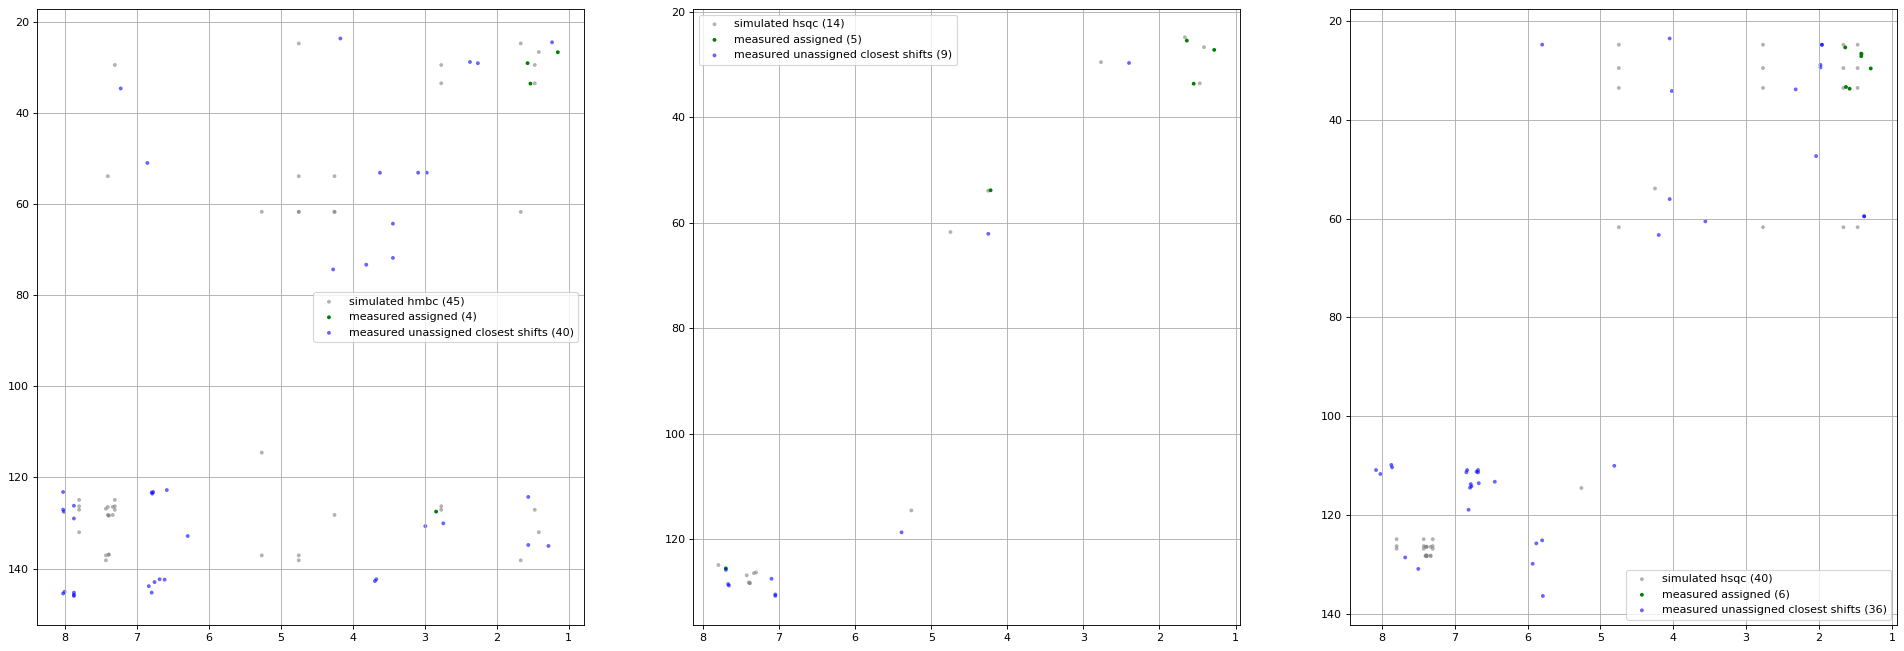 20
40
60
80
100
120
140
8 7 6 5 4 3 2 1
simulated hmbc (45)
measured assigned (4)
measured unassigned closest shifts (40)
simulated hsqc (14)
measured assigned (5)
measured unassigned closest shifts (9)
20
40
60
80
100
120
8 7 6 5 4 3 2 1
20
40
60
80
100
120
140
simulated hsqc (40)
measured assigned (6)
measured unassigned closest shifts (36)
8 7 6 5 4 3 2 1